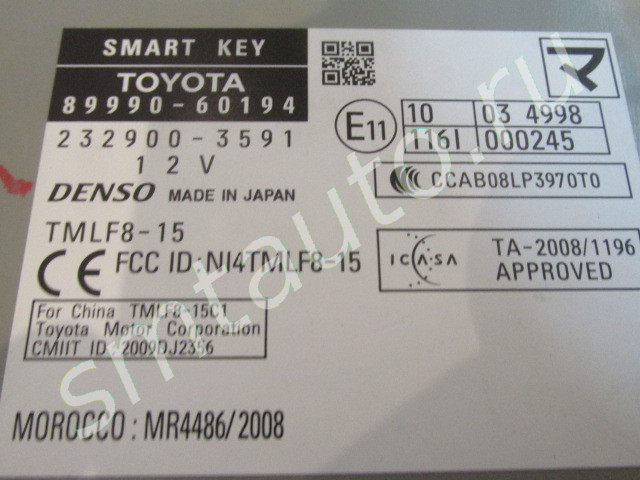 SMART KEY
TOYOTA
89990-60194
232900-3591
12V
DENSO MADE IN JAPAN
TMLF8-15
CE FCC ID:NI4TMLF8-15
For China TMLF8-15C1
Toyota Motor Corporation
CMIIT ID:2009DJ2356
MOROCCO: MR4486/2008
E11
10 03 4998
116I 000245
CCAB08LP3970T0
ICASA TA-2008/1196
APPROVED
smtauto.ru